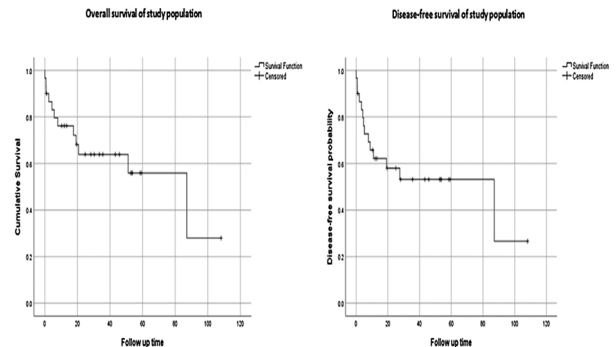 Overall survival of study population
Cumulative Survival
1.0
0.8
0.6
0.4
0.2
0.0
0 20 40 60 80 100 120
Follow up time
Survival Function
Censored
Disease-free survival of study population
Disease-free survival probability
1.0
0.8
0.6
0.4
0.2
0.0
0 20 40 60 80 100 120
Follow up time
Survival Function
Censored